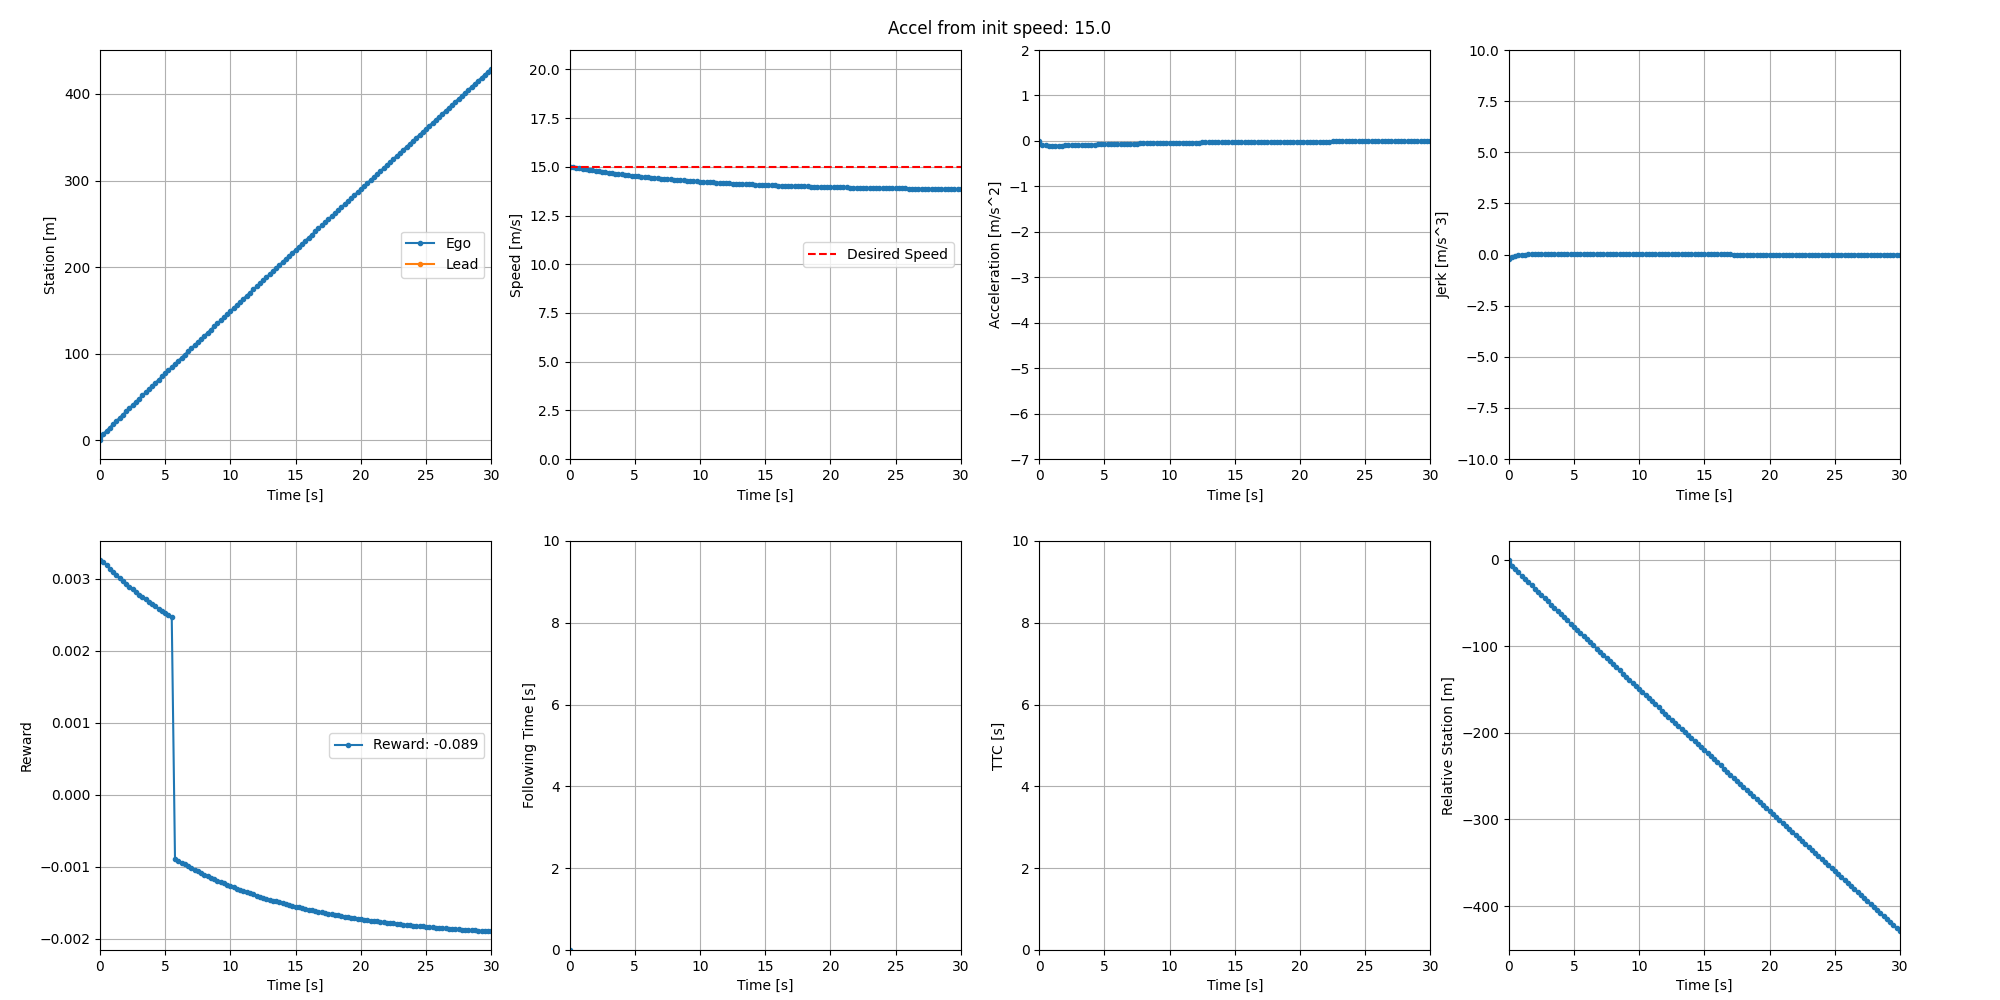 Accel from init speed: 15.0
Station [m]
400
300
200
100
0
Ego
Lead
0 5 10 15 20 25 30
Time [s]
Speed [m/s]
20.0
17.5
15.0
12.5
10.0
7.5
5.0
2.5
0.0
Desired Speed
0 5 10 15 20 25 30
Time [s]
Acceleration [m/s^2]
2
1
0
−1
−2
−3
−4
−5
−6
−7
0 5 10 15 20 25 30
Time [s]
Jerk [m/s^3]
10.0
7.5
5.0
2.5
0.0
−2.5
−5.0
−7.5
−10.0
0 5 10 15 20 25 30
Time [s]
Reward
0.003
0.002
0.001
0.000
−0.001
−0.002
Reward: -0.089
0 5 10 15 20 25 30
Time [s]
Following Time [s]
10
8
6
4
2
0
0 5 10 15 20 25 30
Time [s]
TTC [s]
10
8
6
4
2
0
0 5 10 15 20 25 30
Time [s]
Relative Station [m]
0
−100
−200
−300
−400
0 5 10 15 20 25 30
Time [s]